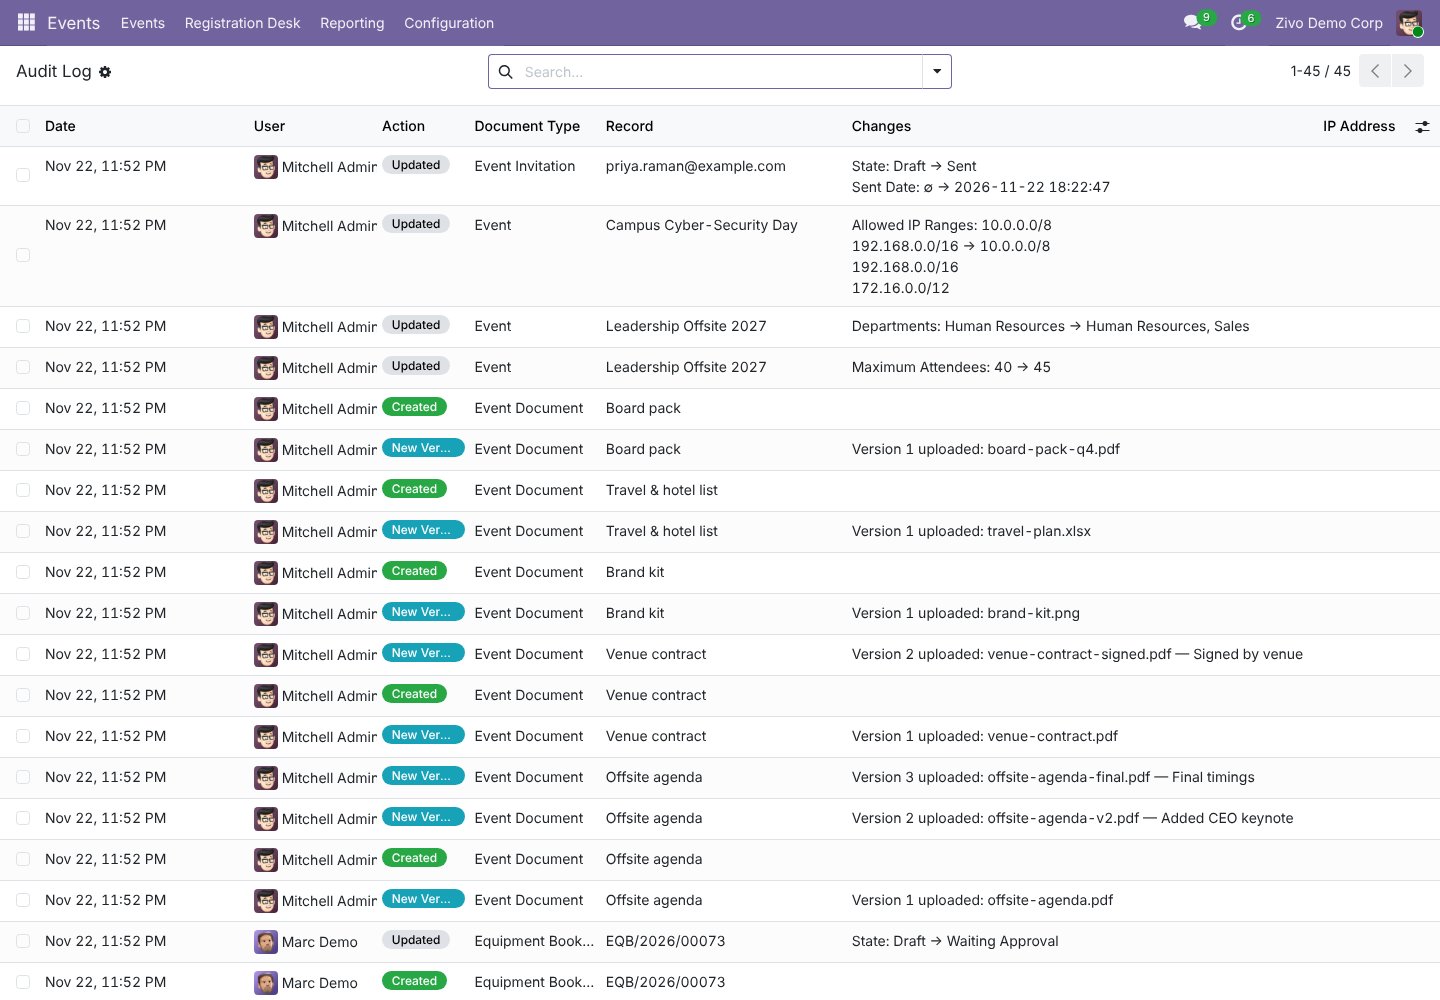 Events Events Registration Desk Reporting Configuration 9 6 Zivo Demo Corp
Audit Log Search... 1-45 / 45
Date User Action Document Type Record Changes IP Address
Nov 22, 11:52 PM Mitchell Admin Updated Event Invitation priya.raman@example.com State: Draft → Sent
Sent Date: ∅ → 2026-11-22 18:22:47
Nov 22, 11:52 PM Mitchell Admin Updated Event Campus Cyber-Security Day Allowed IP Ranges: 10.0.0.0/8
192.168.0.0/16 → 10.0.0.0/8
192.168.0.0/16
172.16.0.0/12
Nov 22, 11:52 PM Mitchell Admin Updated Event Leadership Offsite 2027 Departments: Human Resources → Human Resources, Sales
Nov 22, 11:52 PM Mitchell Admin Updated Event Leadership Offsite 2027 Maximum Attendees: 40 → 45
Nov 22, 11:52 PM Mitchell Admin Created Event Document Board pack
Nov 22, 11:52 PM Mitchell Admin New Ver... Event Document Board pack Version 1 uploaded: board-pack-q4.pdf
Nov 22, 11:52 PM Mitchell Admin Created Event Document Travel & hotel list
Nov 22, 11:52 PM Mitchell Admin New Ver... Event Document Travel & hotel list Version 1 uploaded: travel-plan.xlsx
Nov 22, 11:52 PM Mitchell Admin Created Event Document Brand kit
Nov 22, 11:52 PM Mitchell Admin New Ver... Event Document Brand kit Version 1 uploaded: brand-kit.png
Nov 22, 11:52 PM Mitchell Admin New Ver... Event Document Venue contract Version 2 uploaded: venue-contract-signed.pdf — Signed by venue
Nov 22, 11:52 PM Mitchell Admin Created Event Document Venue contract
Nov 22, 11:52 PM Mitchell Admin New Ver... Event Document Venue contract Version 1 uploaded: venue-contract.pdf
Nov 22, 11:52 PM Mitchell Admin New Ver... Event Document Offsite agenda Version 3 uploaded: offsite-agenda-final.pdf — Final timings
Nov 22, 11:52 PM Mitchell Admin New Ver... Event Document Offsite agenda Version 2 uploaded: offsite-agenda-v2.pdf — Added CEO keynote
Nov 22, 11:52 PM Mitchell Admin Created Event Document Offsite agenda
Nov 22, 11:52 PM Mitchell Admin New Ver... Event Document Offsite agenda Version 1 uploaded: offsite-agenda.pdf
Nov 22, 11:52 PM Marc Demo Updated Equipment Book... EQB/2026/00073 State: Draft → Waiting Approval
Nov 22, 11:52 PM Marc Demo Created Equipment Book... EQB/2026/00073